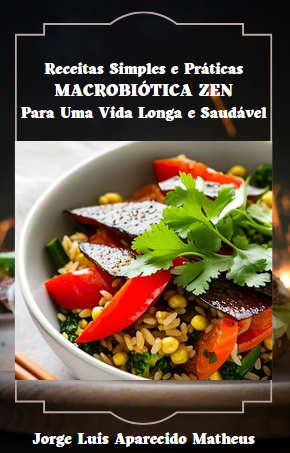 Receitas Simples e Práticas
MACROBIÓTICA ZEN
Para Uma Vida Longa e Saudável
Jorge Luis Aparecido Matheus